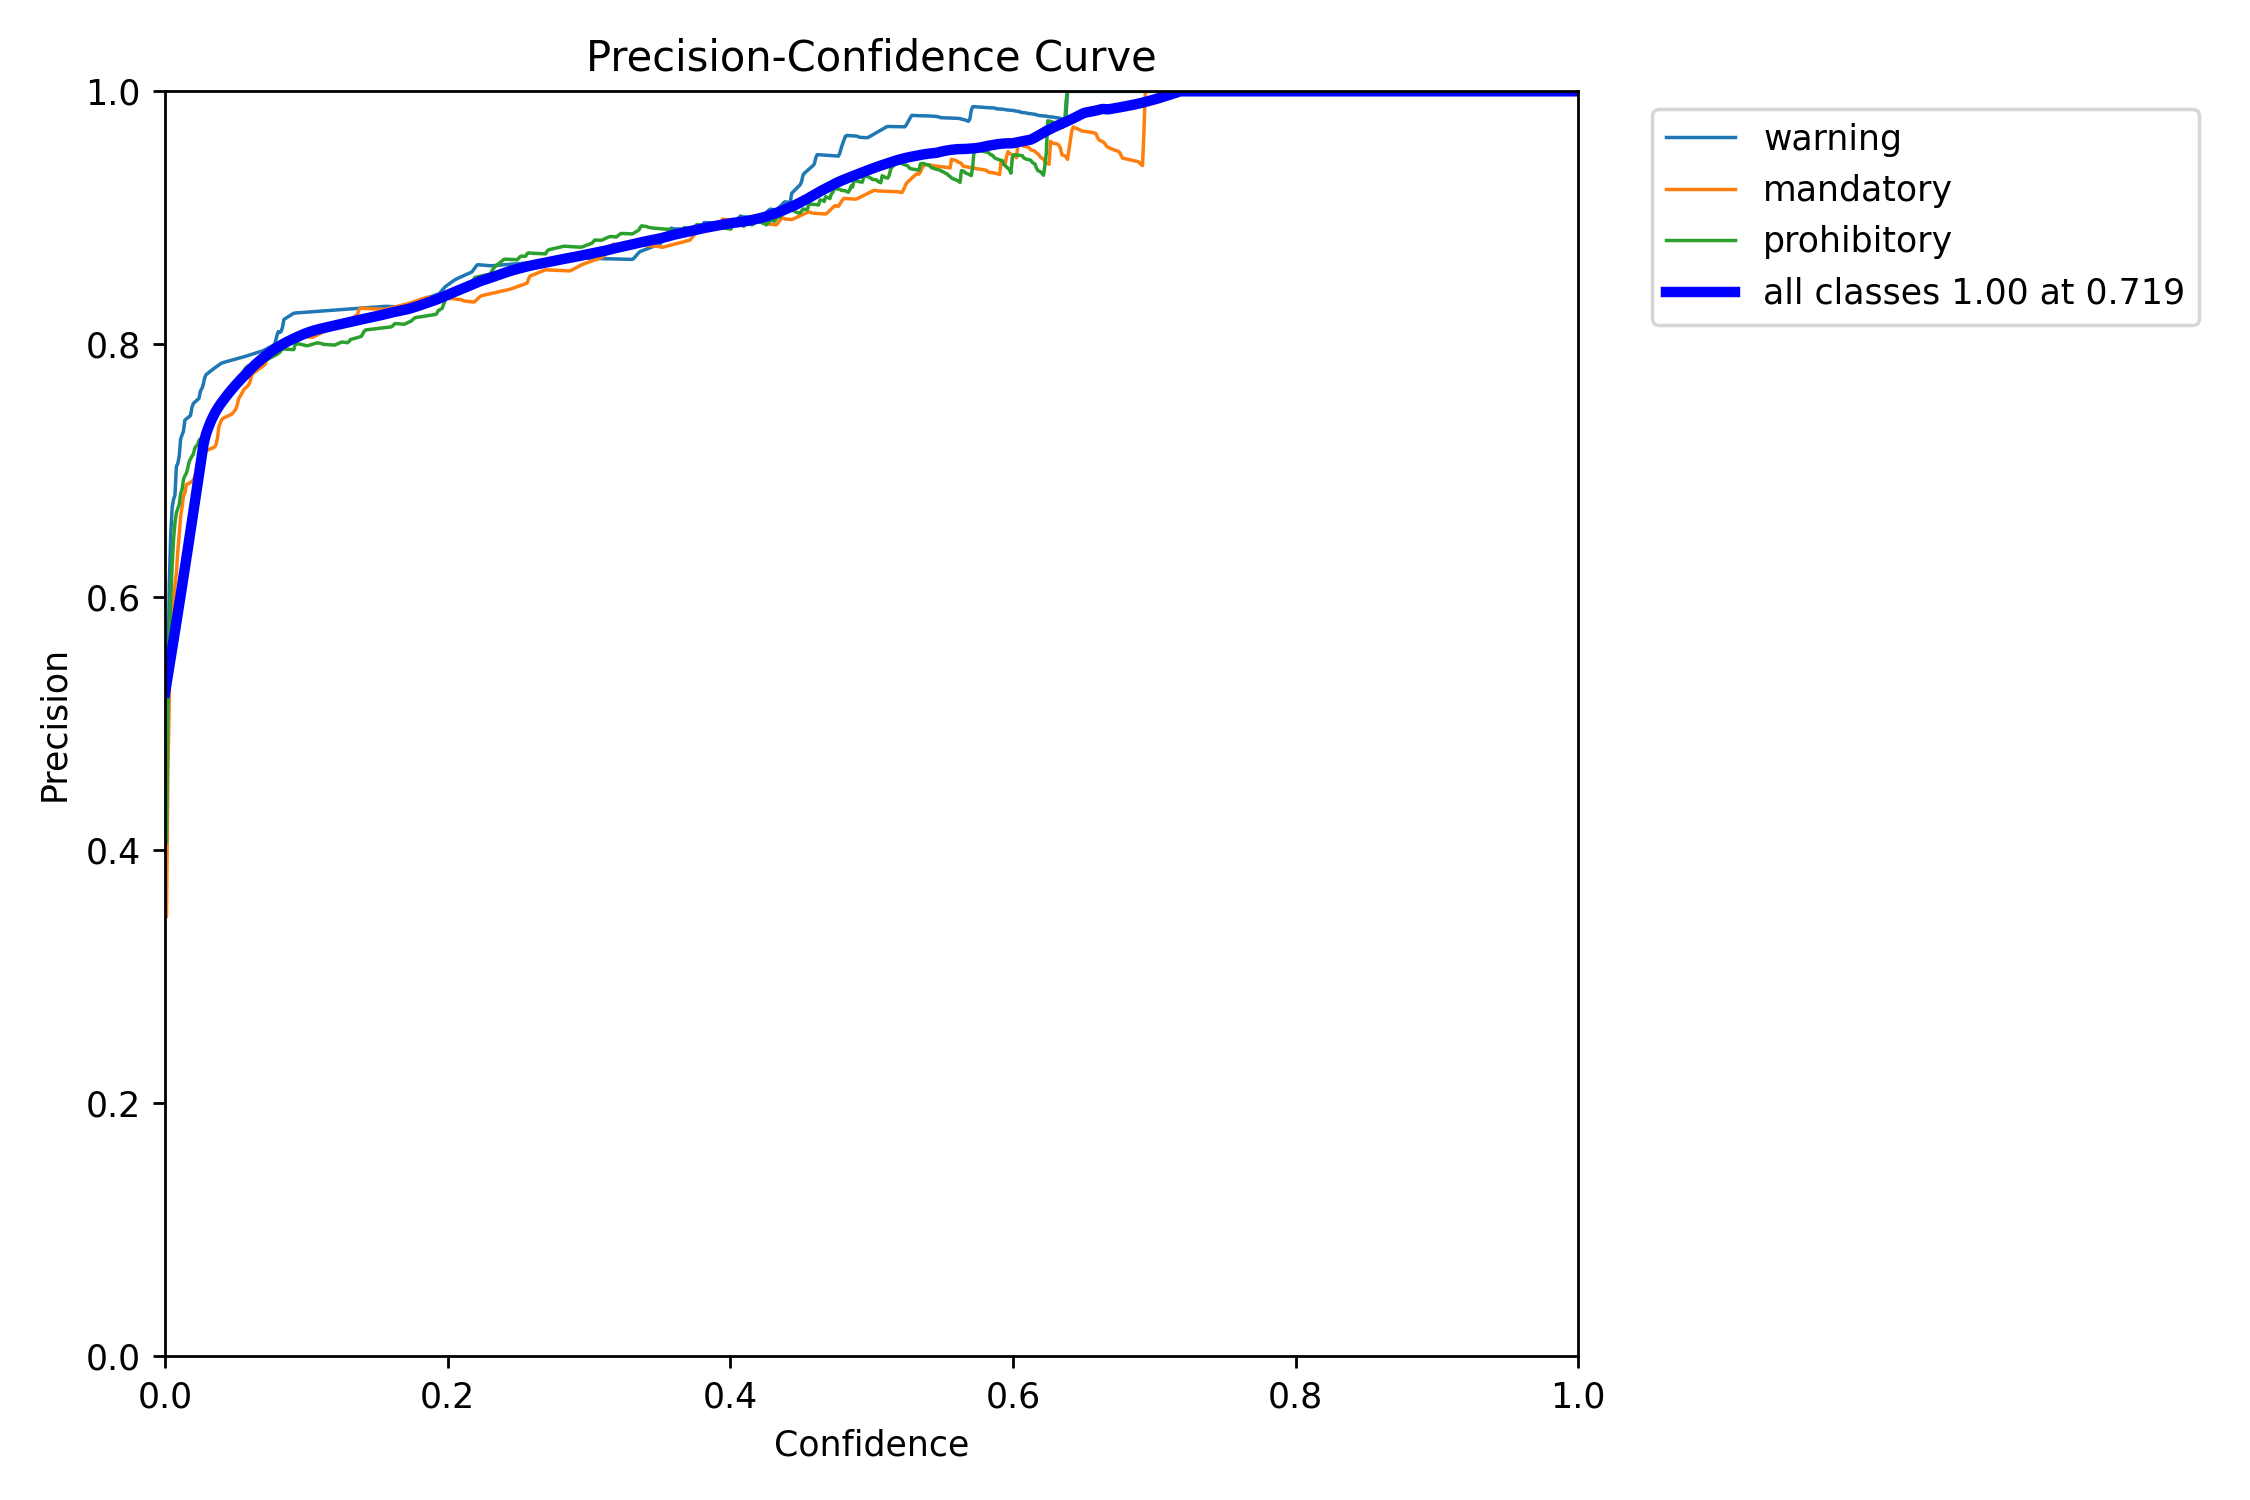 Precision-Confidence Curve
1.0
0.8
0.6
0.4
0.2
0.0
Precision
0.0 0.2 0.4 0.6 0.8 1.0
Confidence
warning
mandatory
prohibitory
all classes 1.00 at 0.719